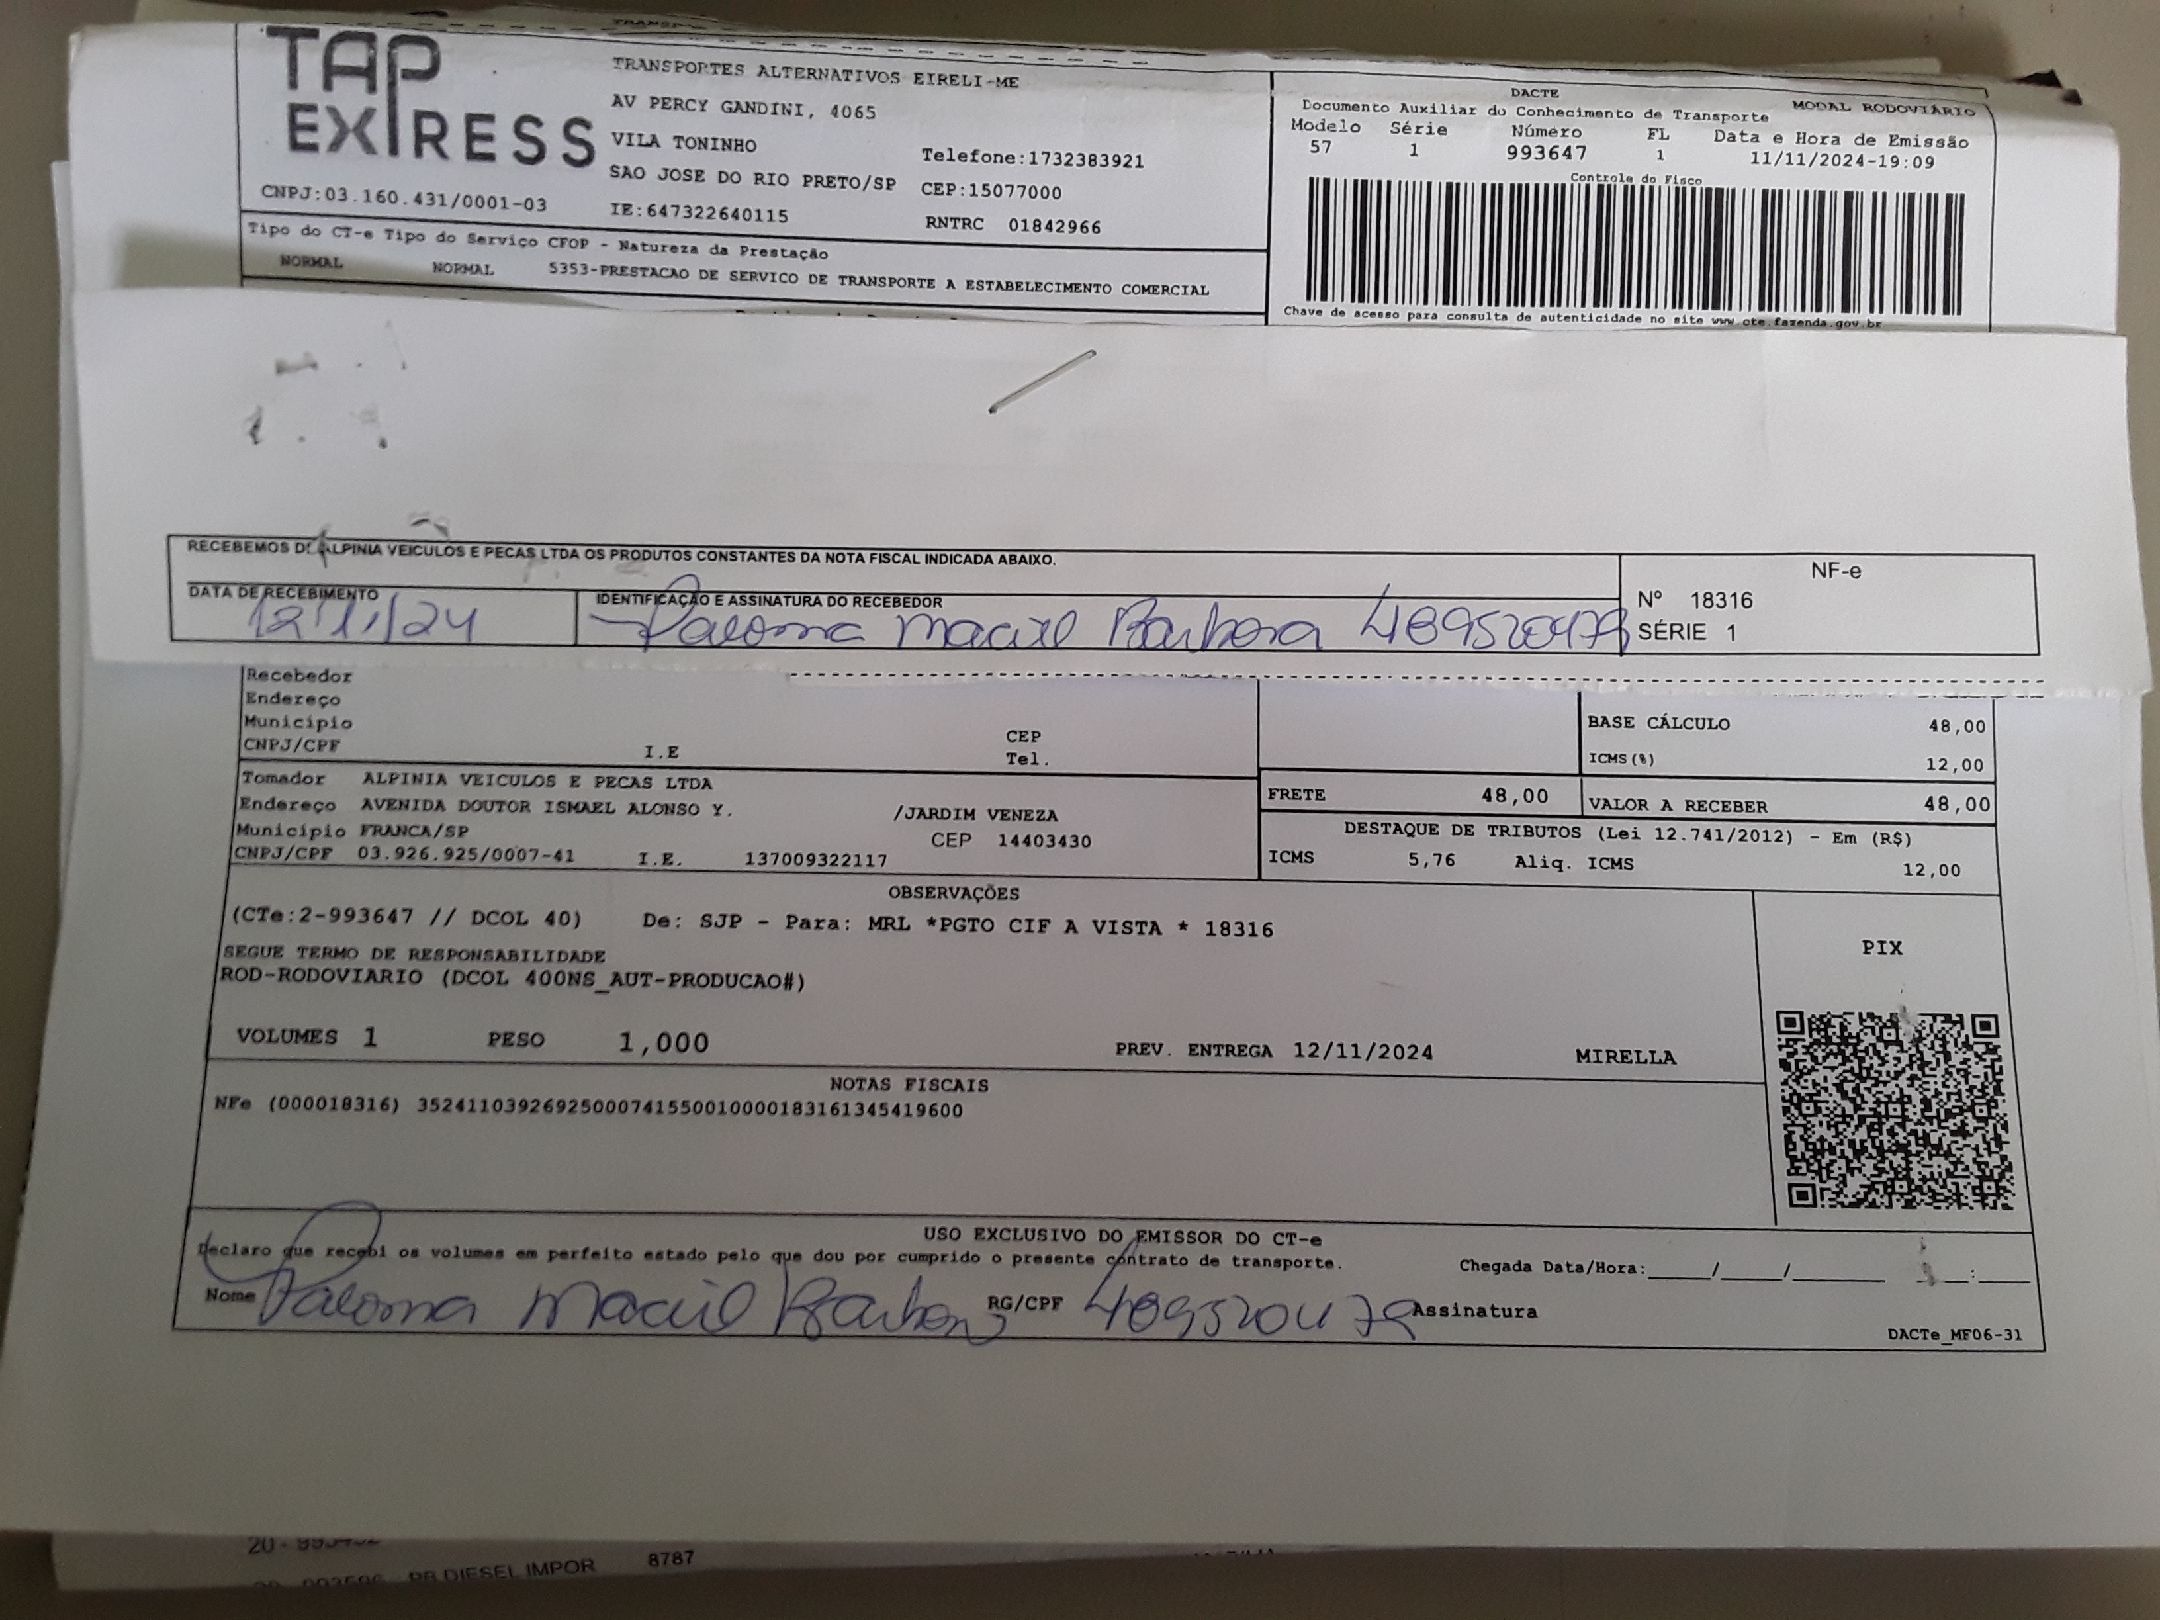 TAP
EXPRESS
CNPJ:03.160.431/0001-03
TRANSPORTES ALTERNATIVOS EIRELI-ME
AV PERCY GANDINI, 4065
VILA TONINHO
SAO JOSE DO RIO PRETO/SP
IE:647322640115
Telefone:1732383921
CEP:15077000
RNTRC 01842966
DACTE
MODAL RODOVIÁRIO
Documento Auxiliar do Conhecimento de Transporte
Modelo Série Número FL Data e Hora de Emissão
57 1 993647 1 11/11/2024-19:09
Controle do Fisco
Chave de acesso para consulta de autenticidade no site www.cte.fazenda.gov.br
Tipo do CT-e Tipo do Serviço CFOP - Natureza da Prestação
NORMAL NORMAL 5353-PRESTACAO DE SERVICO DE TRANSPORTE A ESTABELECIMENTO COMERCIAL
RECEBEMOS DE ALPINIA VEICULOS E PECAS LTDA OS PRODUTOS CONSTANTES DA NOTA FISCAL INDICADA ABAIXO.
DATA DE RECEBIMENTO
12/11/24
IDENTIFICAÇÃO E ASSINATURA DO RECEBEDOR
Paloma Maciel Barbosa 489520479
NF-e
Nº 18316
SÉRIE 1
Recebedor
Endereço
Município CEP
CNPJ/CPF I.E Tel.
BASE CÁLCULO 48,00
ICMS(%) 12,00
Tomador ALPINIA VEICULOS E PECAS LTDA
Endereço AVENIDA DOUTOR ISMAEL ALONSO Y. /JARDIM VENEZA
Município FRANCA/SP CEP 14403430
CNPJ/CPF 03.926.925/0007-41 I.E. 137009322117
FRETE 48,00 VALOR A RECEBER 48,00
DESTAQUE DE TRIBUTOS (Lei 12.741/2012) - Em (R$)
ICMS 5,76 Aliq. ICMS 12,00
OBSERVAÇÕES
(CTe:2-993647 // DCOL 40) De: SJP - Para: MRL *PGTO CIF A VISTA * 18316
SEGUE TERMO DE RESPONSABILIDADE
ROD-RODOVIARIO (DCOL 400NS_AUT-PRODUCAO#)
PIX
VOLUMES 1 PESO 1,000 PREV. ENTREGA 12/11/2024 MIRELLA
NOTAS FISCAIS
NFe (000018316) 35241103926925000741550010000183161345419600
USO EXCLUSIVO DO EMISSOR DO CT-e
Declaro que recebi os volumes em perfeito estado pelo que dou por cumprido o presente contrato de transporte.
Chegada Data/Hora:_____/_____/_______ ____:____
Nome Paloma Maciel Barbosa RG/CPF 489520479 Assinatura
DACTe_MF06-31
PB DIESEL IMPOR 8787